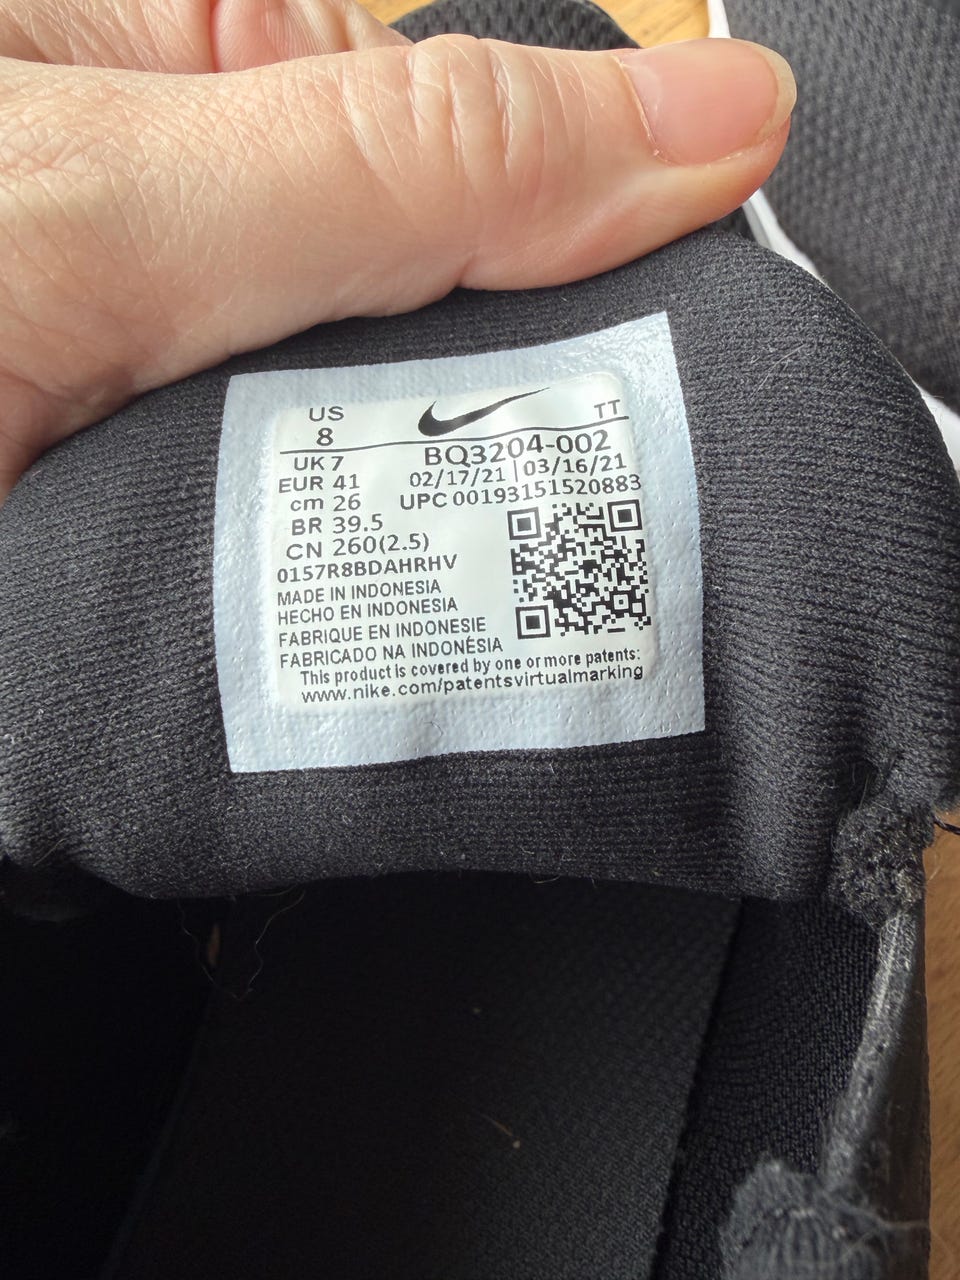 US
8
TT
BQ3204-002
UK 7
02/17/21 | 03/16/21
EUR 41
UPC 00193151520883
cm 26
BR 39.5
CN 260(2.5)
0157R8BDAHRHV
MADE IN INDONESIA
HECHO EN INDONESIA
FABRIQUE EN INDONESIE
FABRICADO NA INDONÉSIA
This product is covered by one or more patents:
www.nike.com/patentsvirtualmarking